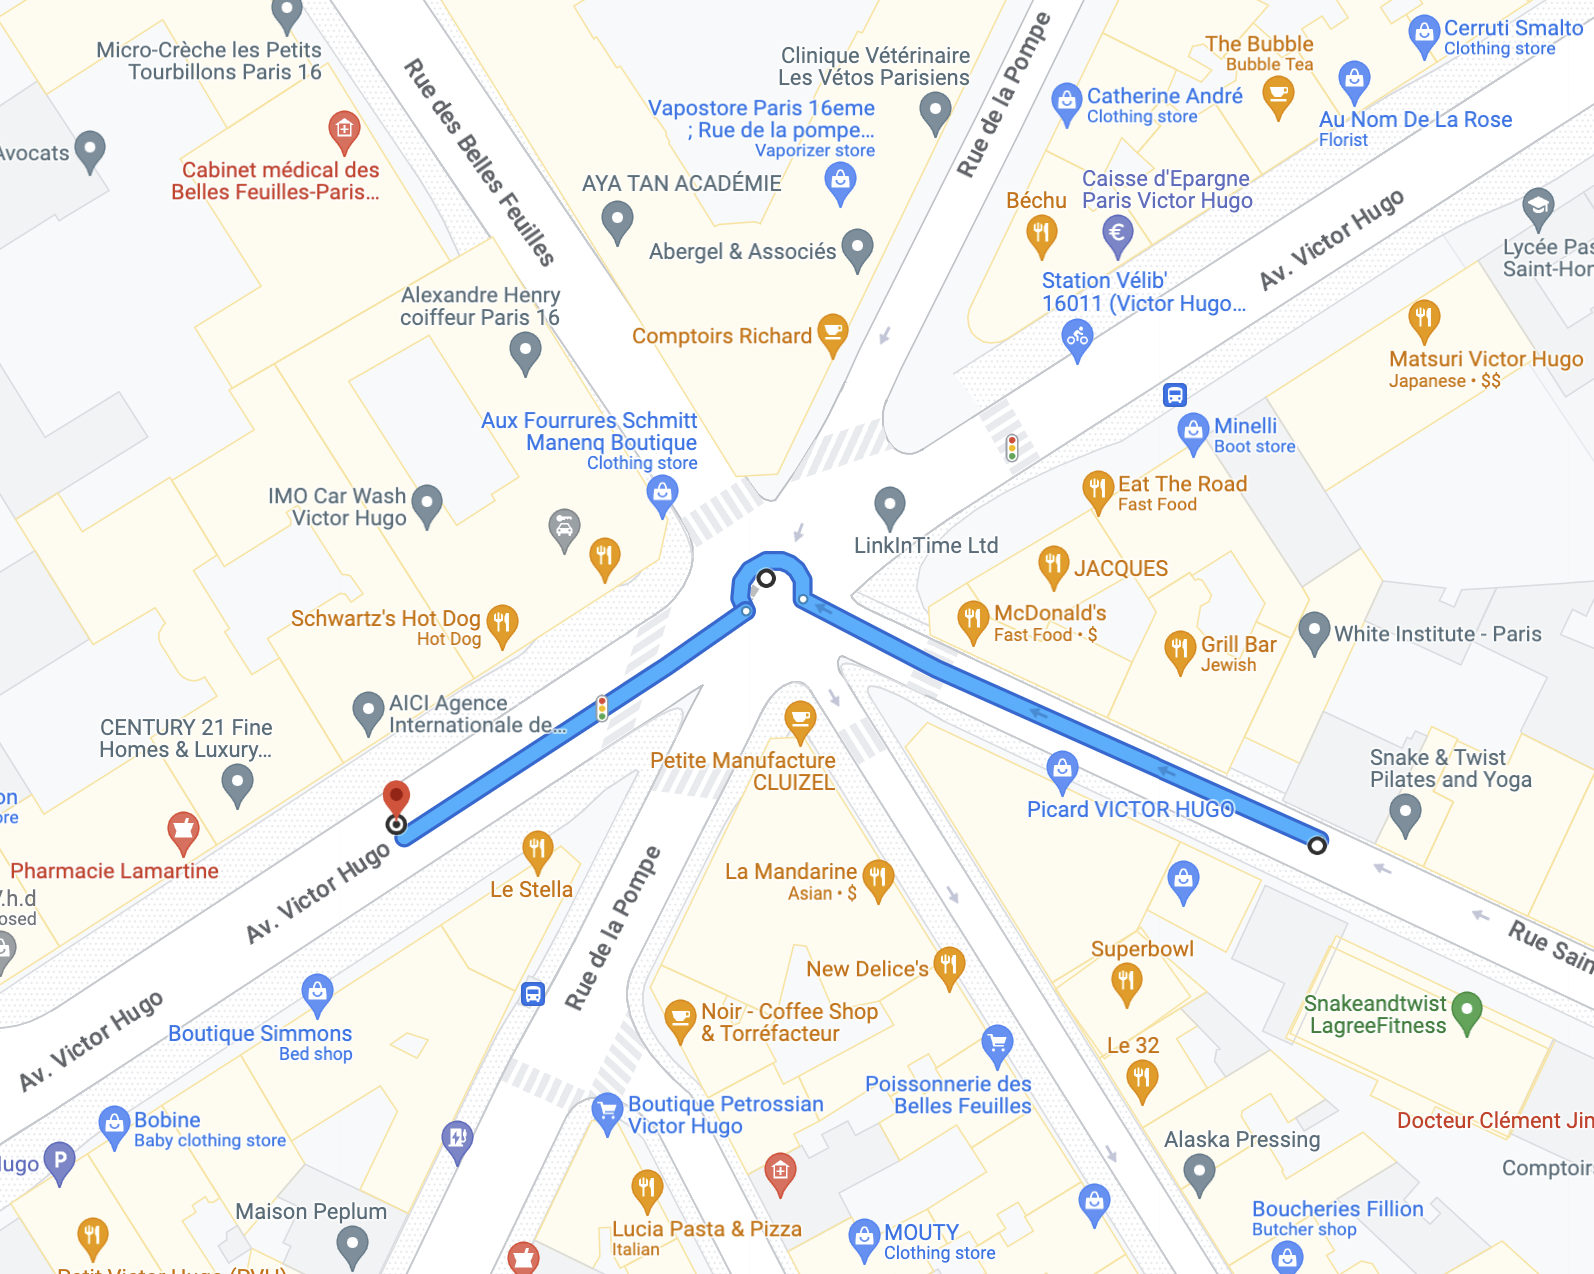 Micro-Crèche les Petits
Tourbillons Paris 16
Avocats
Cabinet médical des
Belles Feuilles-Paris...
Rue des Belles Feuilles
Clinique Vétérinaire
Les Vétos Parisiens
Vapostore Paris 16eme
; Rue de la pompe...
Vaporizer store
AYA TAN ACADÉMIE
Abergel & Associés
Rue de la Pompe
The Bubble
Bubble Tea
Cerruti Smalto
Clothing store
Catherine André
Clothing store
Au Nom De La Rose
Florist
Caisse d'Epargne
Paris Victor Hugo
Béchu
€
Av. Victor Hugo
Station Vélib'
16011 (Victor Hugo...
Lycée Pas
Saint-Hon
Alexandre Henry
coiffeur Paris 16
Comptoirs Richard
Matsuri Victor Hugo
Japanese • $$
Aux Fourrures Schmitt
Manenq Boutique
Clothing store
Minelli
Boot store
IMO Car Wash
Victor Hugo
Eat The Road
Fast Food
LinkInTime Ltd
JACQUES
Schwartz's Hot Dog
Hot Dog
McDonald's
Fast Food • $
Grill Bar
Jewish
White Institute - Paris
AICI Agence
Internationale de...
CENTURY 21 Fine
Homes & Luxury...
Petite Manufacture
CLUIZEL
Snake & Twist
Pilates and Yoga
Picard VICTOR HUGO
on
ore
Pharmacie Lamartine
Av. Victor Hugo
Le Stella
La Mandarine
Asian • $
Rue de la Pompe
.h.d
osed
Superbowl
Rue Sain
New Delice's
Av. Victor Hugo
Boutique Simmons
Bed shop
Noir - Coffee Shop
& Torréfacteur
Snakeandtwist
LagreeFitness
Le 32
Poissonnerie des
Belles Feuilles
Bobine
Baby clothing store
Boutique Petrossian
Victor Hugo
Docteur Clément Jin
Alaska Pressing
lugo
P
Comptoir
Maison Peplum
Lucia Pasta & Pizza
Italian
MOUTY
Clothing store
Boucheries Fillion
Butcher shop
Petit Victor Hugo (PVH)